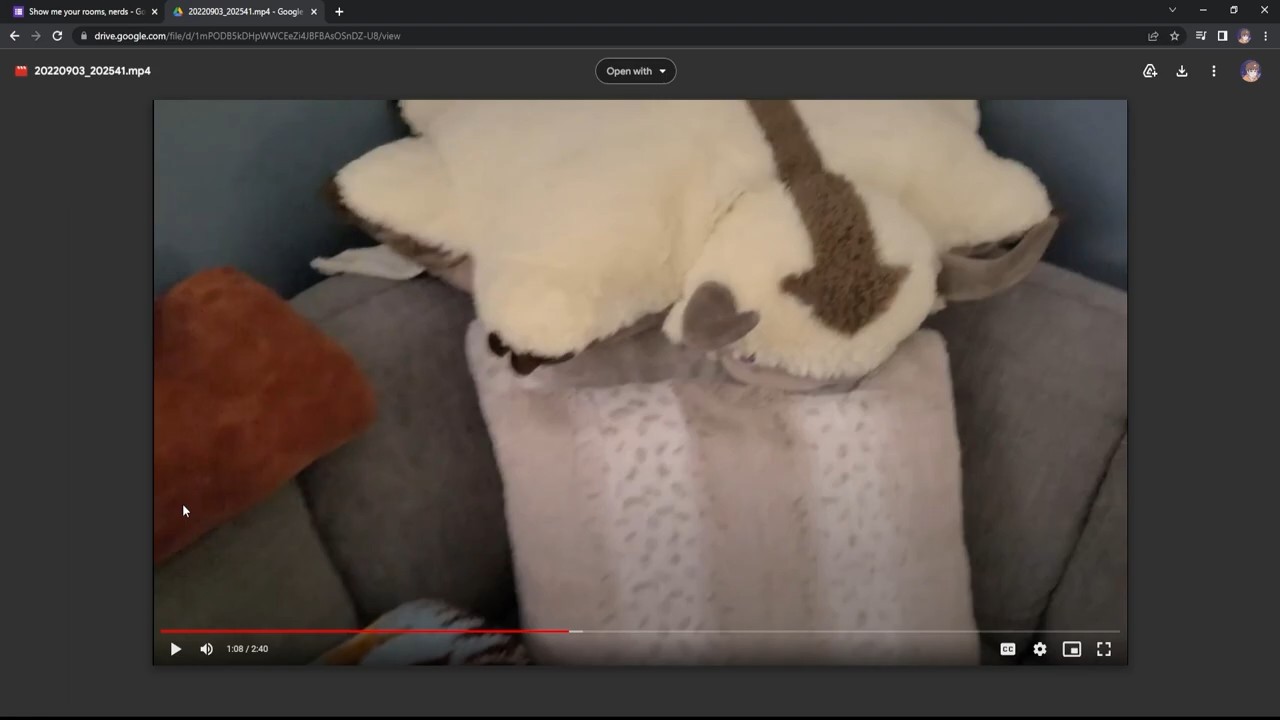 Show me your rooms, nerds - Go
20220903_202541.mp4 - Google
drive.google.com/file/d/1mPODB5kDHpWWCEeZi4JBFBAsOSnDZ-U8/view
20220903_202541.mp4
Open with
1:08 / 2:40
CC